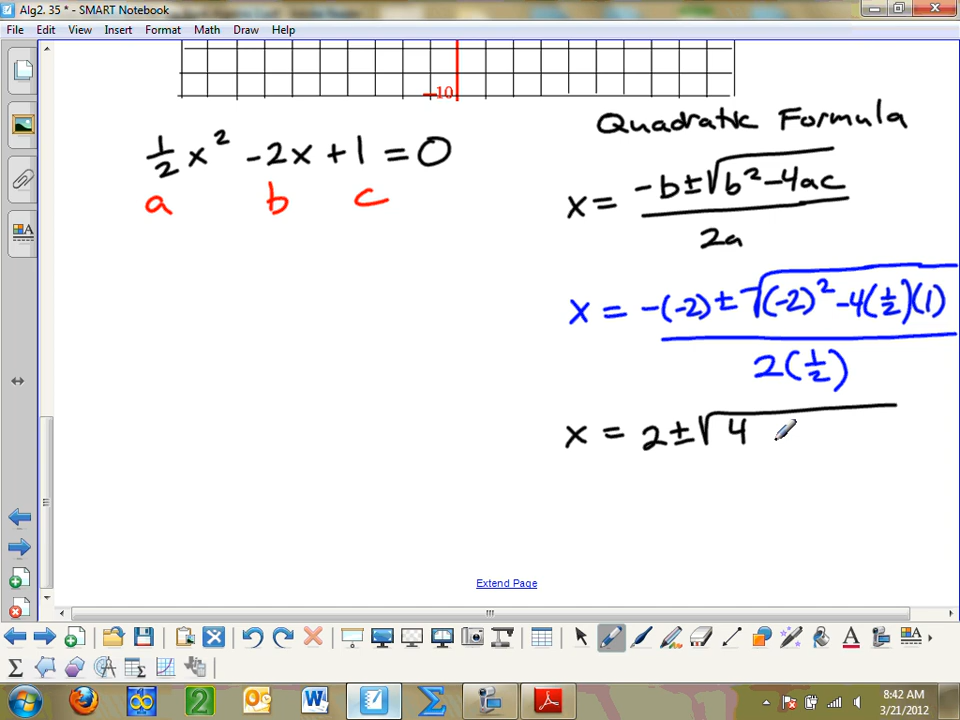 Alg2. 35 * - SMART Notebook
File Edit View Insert Format Math Draw Help
-10
Quadratic Formula
½x² -2x +1 = 0
a b c
x = (-b±√(b²-4ac))/(2a)
x = (-(-2) ± √((-2)²-4(½)(1)))/(2(½))
x = 2±√4
Extend Page
8:42 AM
3/21/2012